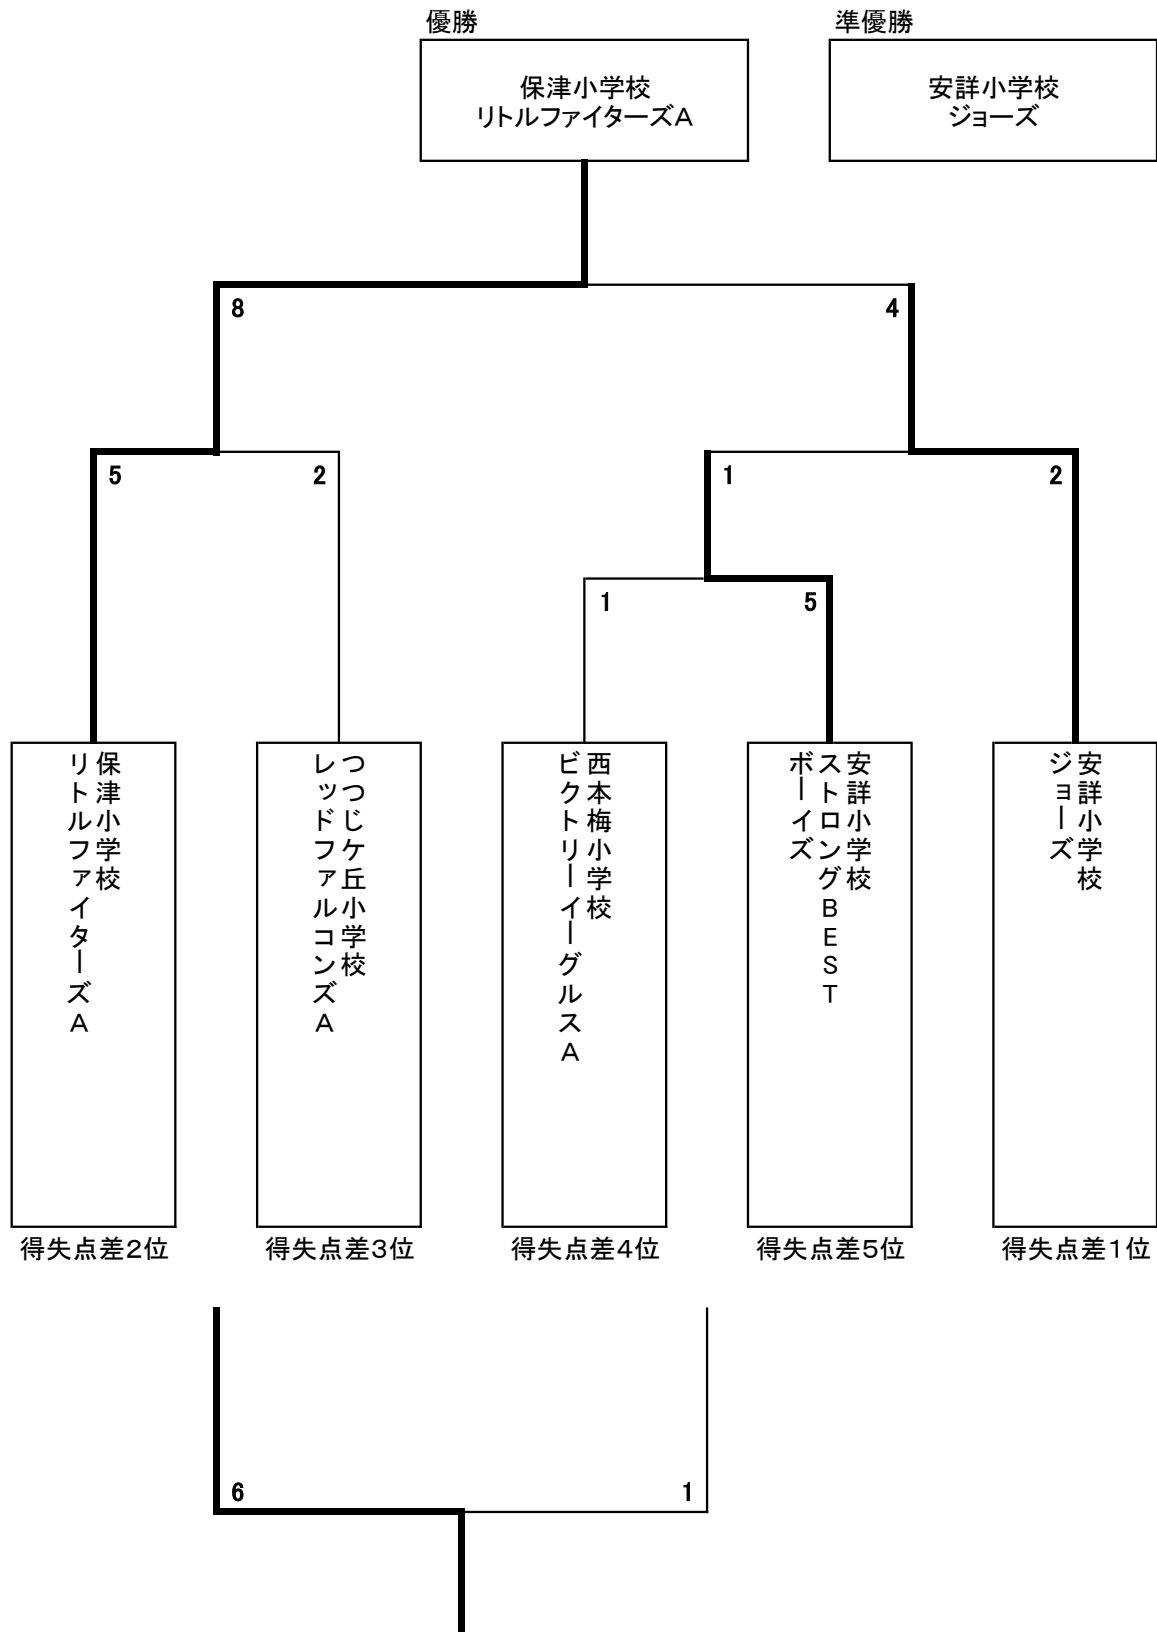 優勝
準優勝
保津小学校
リトルファイターズA
安詳小学校
ジョーズ
8
4
5
2
1
2
1
5
保津小学校
リトルファイターズA
つつじケ丘小学校
レッドファルコンズA
西本梅小学校
ビクトリーイーグルスA
安詳小学校
ストロングBEST
ボーイズ
安詳小学校
ジョーズ
得失点差2位
得失点差3位
得失点差4位
得失点差5位
得失点差1位
6
1